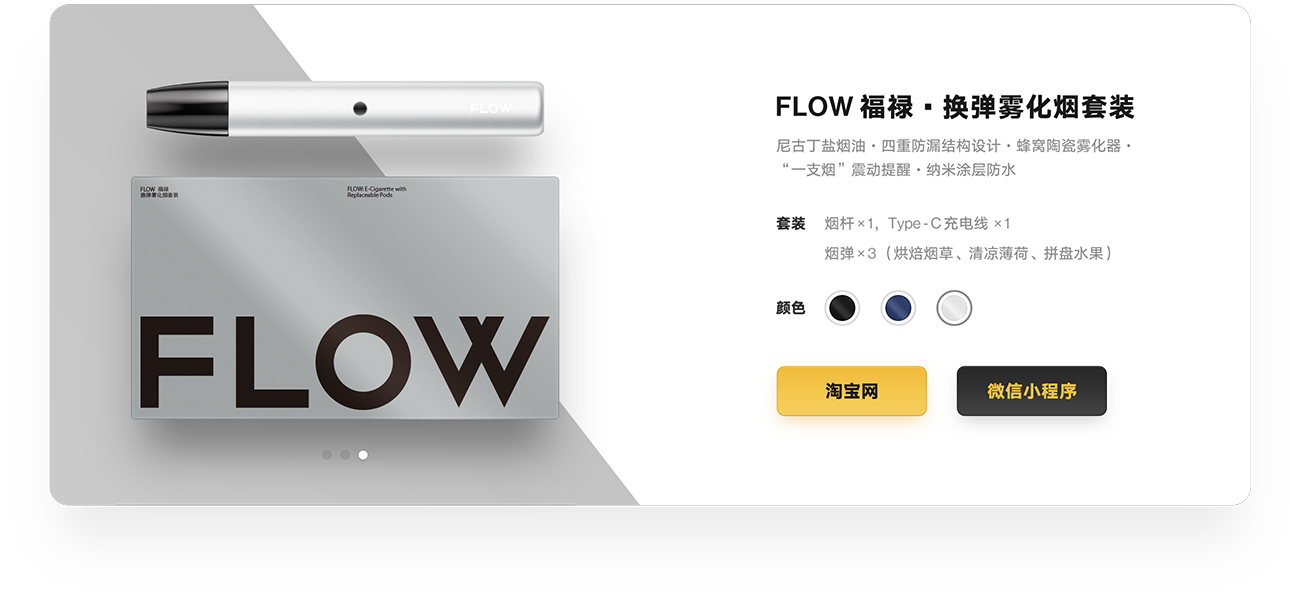 FLOW
FLOW 福禄
换弹雾化烟套装
FLOW: E-Cigarette with
Replaceable Pods
FLOW
FLOW 福禄·换弹雾化烟套装
尼古丁盐烟油·四重防漏结构设计·蜂窝陶瓷雾化器·
“一支烟”震动提醒·纳米涂层防水
套装 烟杆×1, Type-C充电线 ×1
烟弹×3（烘焙烟草、清凉薄荷、拼盘水果）
颜色
淘宝网 微信小程序